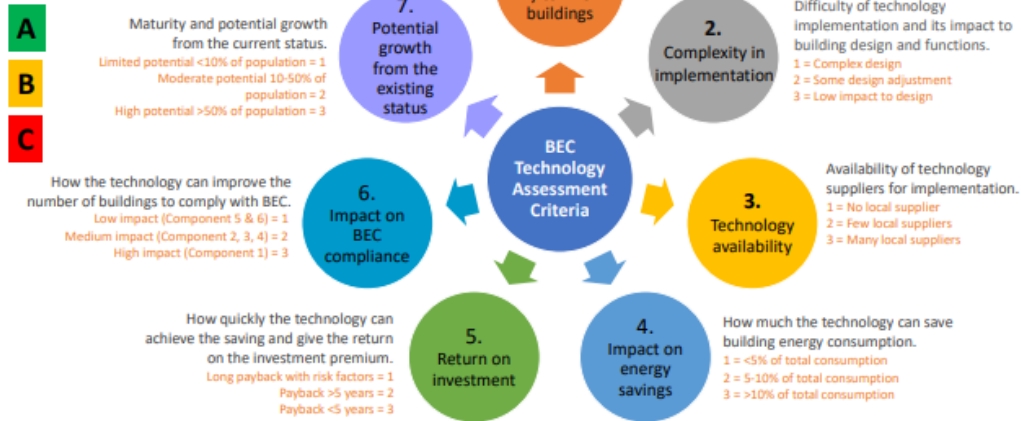 A
B
C
buildings
7.
Potential
growth
from the
existing
status
Maturity and potential growth
from the current status.
Limited potential <10% of population = 1
Moderate potential 10-50% of
population = 2
High potential >50% of population = 3
2.
Complexity in
implementation
Difficulty of technology
implementation and its impact to
building design and functions.
1 = Complex design
2 = Some design adjustment
3 = Low impact to design
BEC
Technology
Assessment
Criteria
3.
Technology
availability
Availability of technology
suppliers for implementation.
1 = No local supplier
2 = Few local suppliers
3 = Many local suppliers
4.
Impact on
energy
savings
How much the technology can save
building energy consumption.
1 = <5% of total consumption
2 = 5-10% of total consumption
3 = >10% of total consumption
5.
Return on
investment
How quickly the technology can
achieve the saving and give the return
on the investment premium.
Long payback with risk factors = 1
Payback >5 years = 2
Payback <5 years = 3
6.
Impact on
BEC
compliance
How the technology can improve the
number of buildings to comply with BEC.
Low impact (Component 5 & 6) = 1
Medium impact (Component 2, 3, 4) = 2
High impact (Component 1) = 3